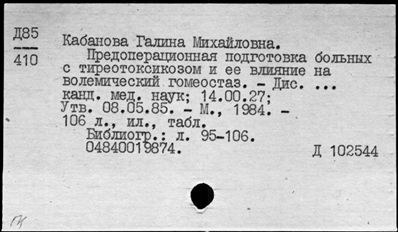 Д85
410
Кабанова Галина Михайловна.
Предоперационная подготовка больных
с тиреотоксикозом и ее влияние на
волемический гомеостаз. - Дис. ...
канд. мед. наук; 14.00.27;
Утв. 08.05.85. - М., 1984. -
106 л., ил., табл.
Библиогр.: л. 95-106.
04840019874.
Д 102544